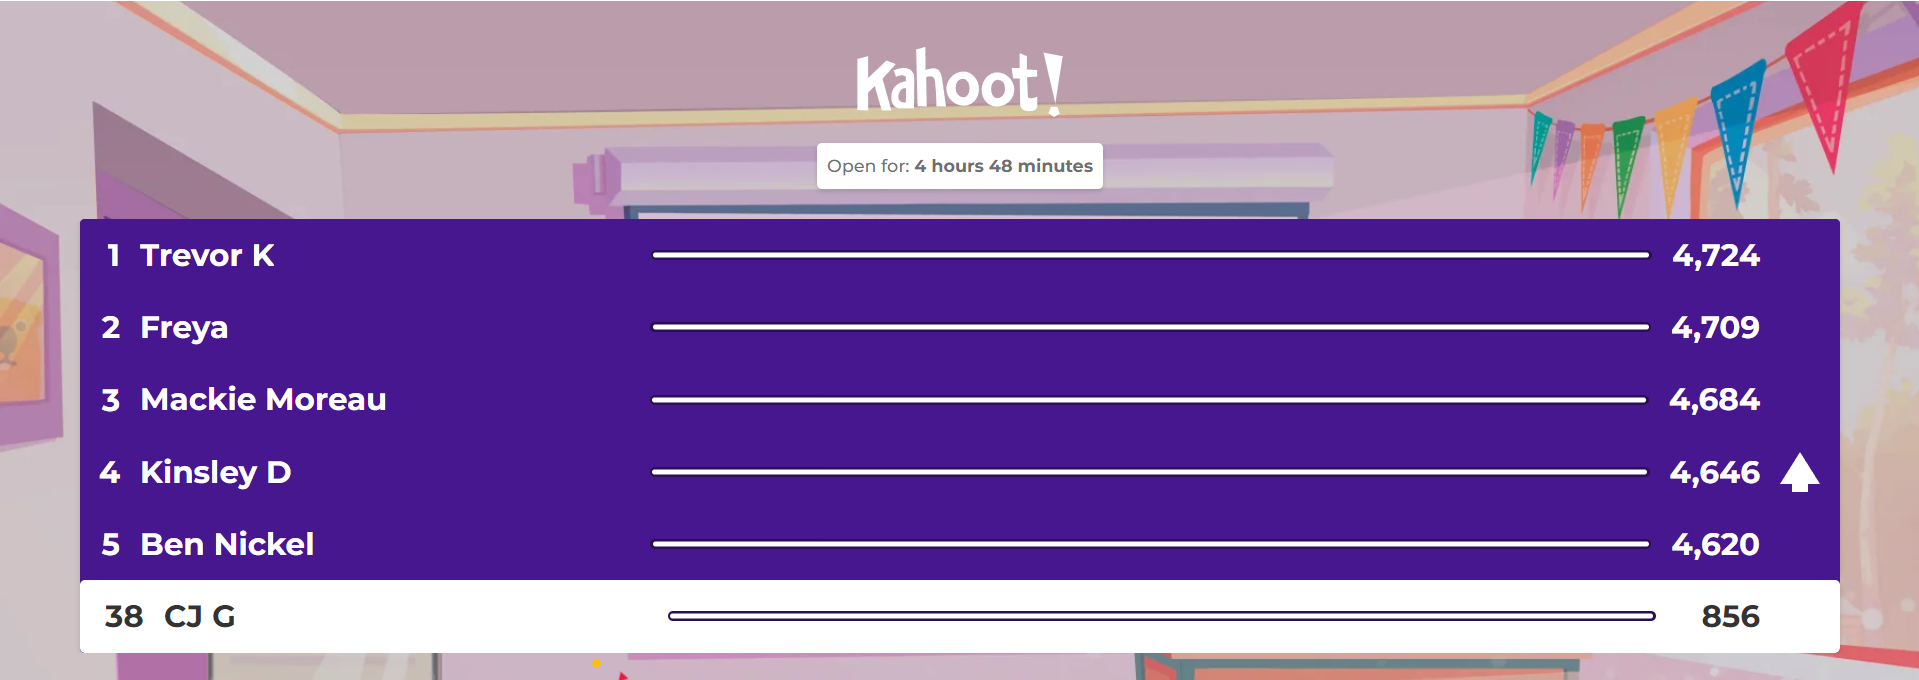 Kahoot!
Open for: 4 hours 48 minutes
1 Trevor K 4,724
2 Freya 4,709
3 Mackie Moreau 4,684
4 Kinsley D 4,646
5 Ben Nickel 4,620
38 CJ G 856